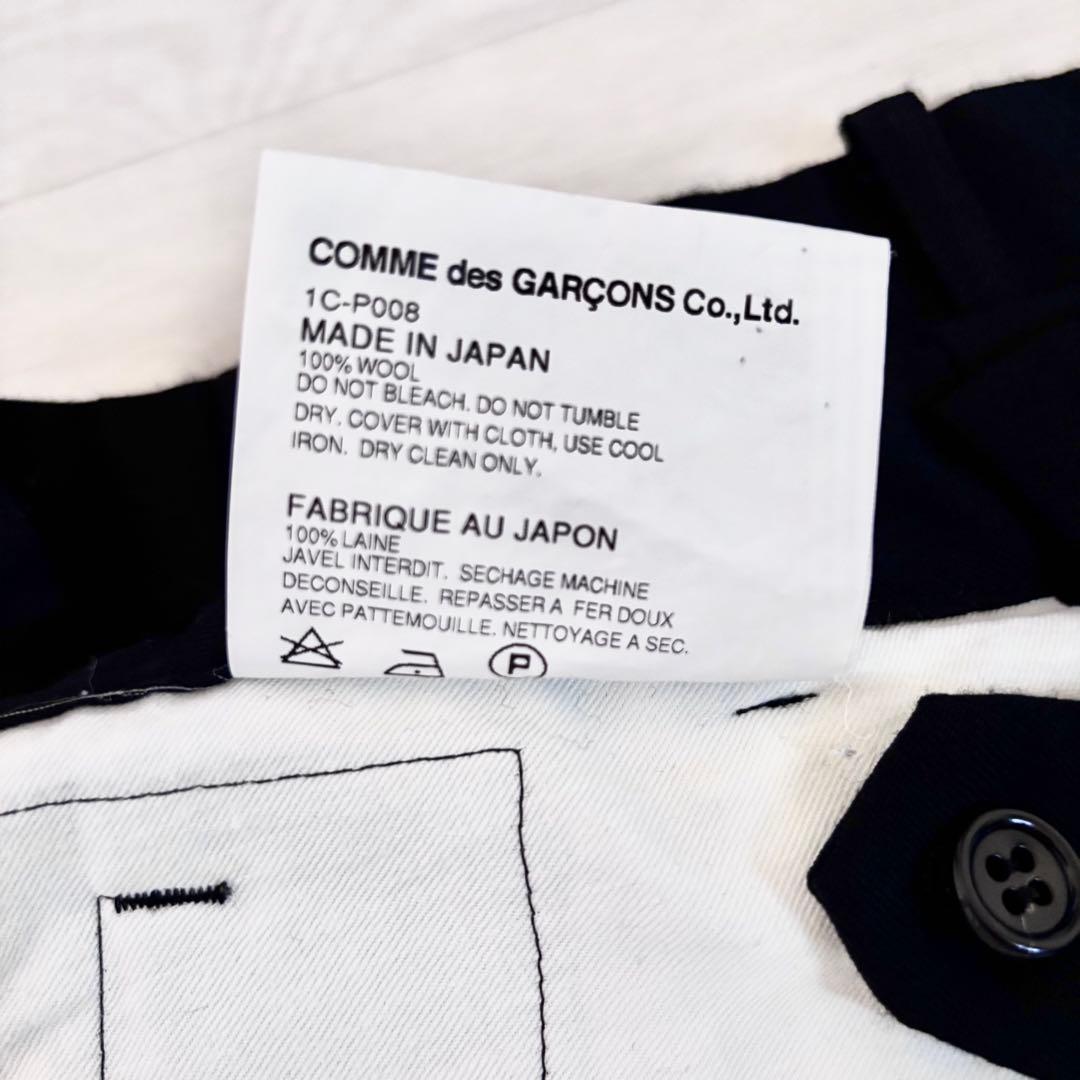 COMME des GARÇONS Co.,Ltd.
1C-P008
MADE IN JAPAN
100% WOOL
DO NOT BLEACH. DO NOT TUMBLE
DRY. COVER WITH CLOTH, USE COOL
IRON. DRY CLEAN ONLY.
FABRIQUE AU JAPON
100% LAINE
JAVEL INTERDIT. SECHAGE MACHINE
DECONSEILLE. REPASSER A FER DOUX
AVEC PATTEMOUILLE. NETTOYAGE A SEC.
P